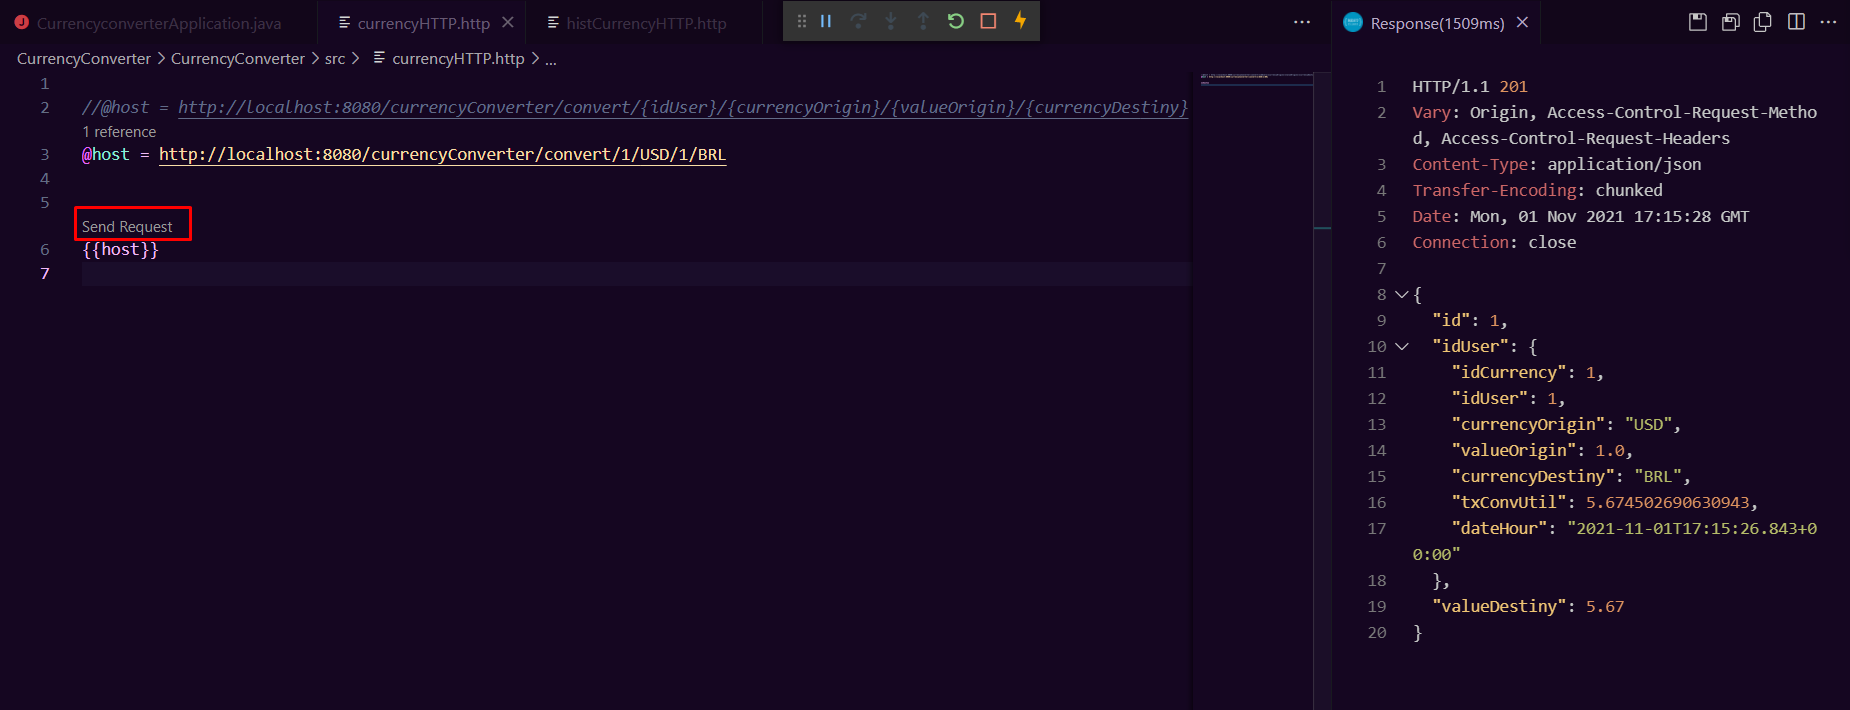 J CurrencyconverterApplication.java
currencyHTTP.http
histCurrencyHTTP.http
Response(1509ms)
CurrencyConverter > CurrencyConverter > src > currencyHTTP.http > ...
1
2 //@host = http://localhost:8080/currencyConverter/convert/{idUser}/{currencyOrigin}/{valueOrigin}/{currencyDestiny}
1 reference
3 @host = http://localhost:8080/currencyConverter/convert/1/USD/1/BRL
4
5
Send Request
6 {{host}}
7
1 HTTP/1.1 201
2 Vary: Origin, Access-Control-Request-Metho
d, Access-Control-Request-Headers
3 Content-Type: application/json
4 Transfer-Encoding: chunked
5 Date: Mon, 01 Nov 2021 17:15:28 GMT
6 Connection: close
7
8 {
9 "id": 1,
10 "idUser": {
11 "idCurrency": 1,
12 "idUser": 1,
13 "currencyOrigin": "USD",
14 "valueOrigin": 1.0,
15 "currencyDestiny": "BRL",
16 "txConvUtil": 5.674502690630943,
17 "dateHour": "2021-11-01T17:15:26.843+0
0:00"
18 },
19 "valueDestiny": 5.67
20 }